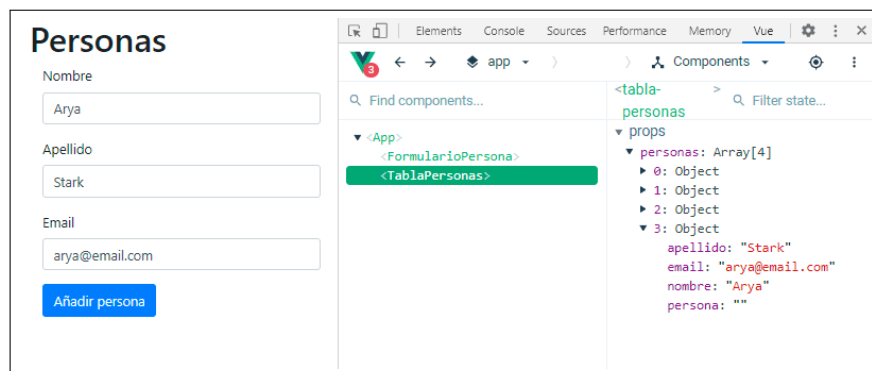 Personas
Nombre
Arya
Apellido
Stark
Email
arya@email.com
Añadir persona
Elements Console Sources Performance Memory Vue
3 app Components
Find components...
<App>
<FormularioPersona>
<TablaPersonas>
<tabla-personas>
Filter state...
props
personas: Array[4]
0: Object
1: Object
2: Object
3: Object
apellido: "Stark"
email: "arya@email.com"
nombre: "Arya"
persona: ""